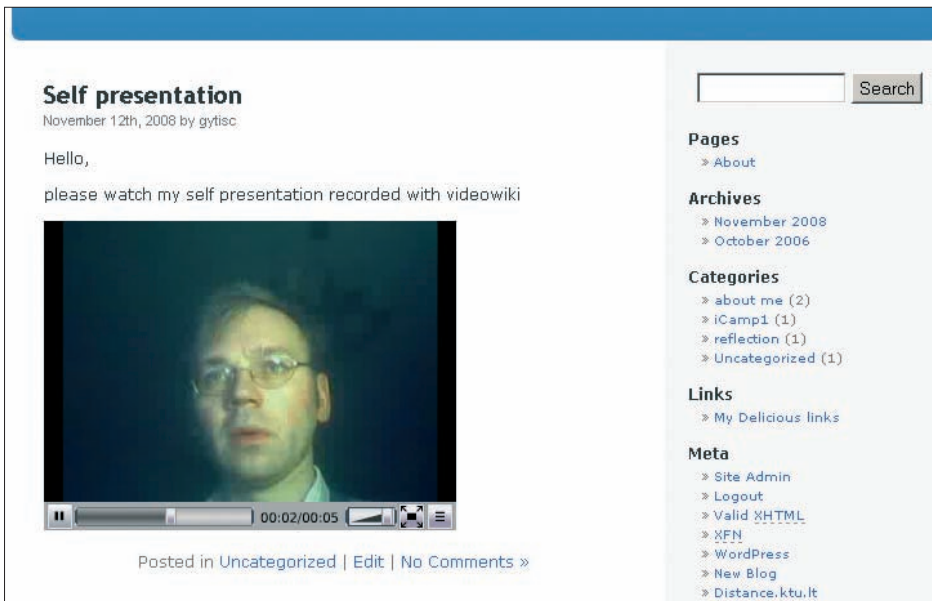 Self presentation
November 12th, 2008 by gytisc
Hello,
please watch my self presentation recorded with videowiki
00:02/00:05
Posted in Uncategorized | Edit | No Comments »
Search
Pages
» About
Archives
» November 2008
» October 2006
Categories
» about me (2)
» iCamp1 (1)
» reflection (1)
» Uncategorized (1)
Links
» My Delicious links
Meta
» Site Admin
» Logout
» Valid XHTML
» XFN
» WordPress
» New Blog
» Distance.ktu.lt